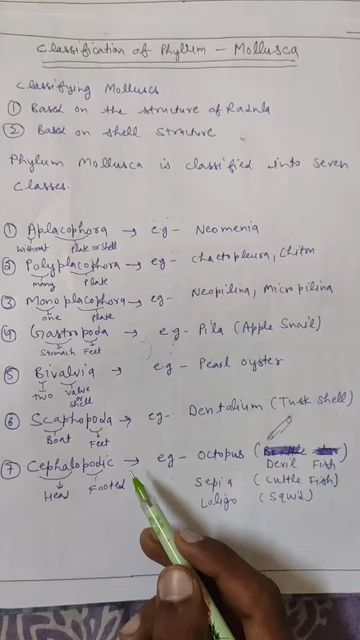 Classification of Phylum - Mollusca
Classifying Molluscs
① Based on the structure of Radula
② Based on shell structure
Phylum Mollusca is classified into seven
classes.
① Aplacophora → eg- Neomenia
without Plate or shell
② Polyplacophora → eg- Chaetopleura, Chiton
many Plate
③ Monoplacophora → eg- Neopilina, Micropilina
one Plate
④ Gastropoda → eg- Pila (Apple Snail)
Stomach Feet
⑤ Bivalvia → eg- Pearl oyster
Two Valve or shell
⑥ Scaphopoda → eg- Dentalium (Tusk Shell)
Boat Feet
⑦ Cephalopodic → eg- Octopus (Devil Fish
Head Footed Sepia (Cuttle Fish)
Loligo (Squid)